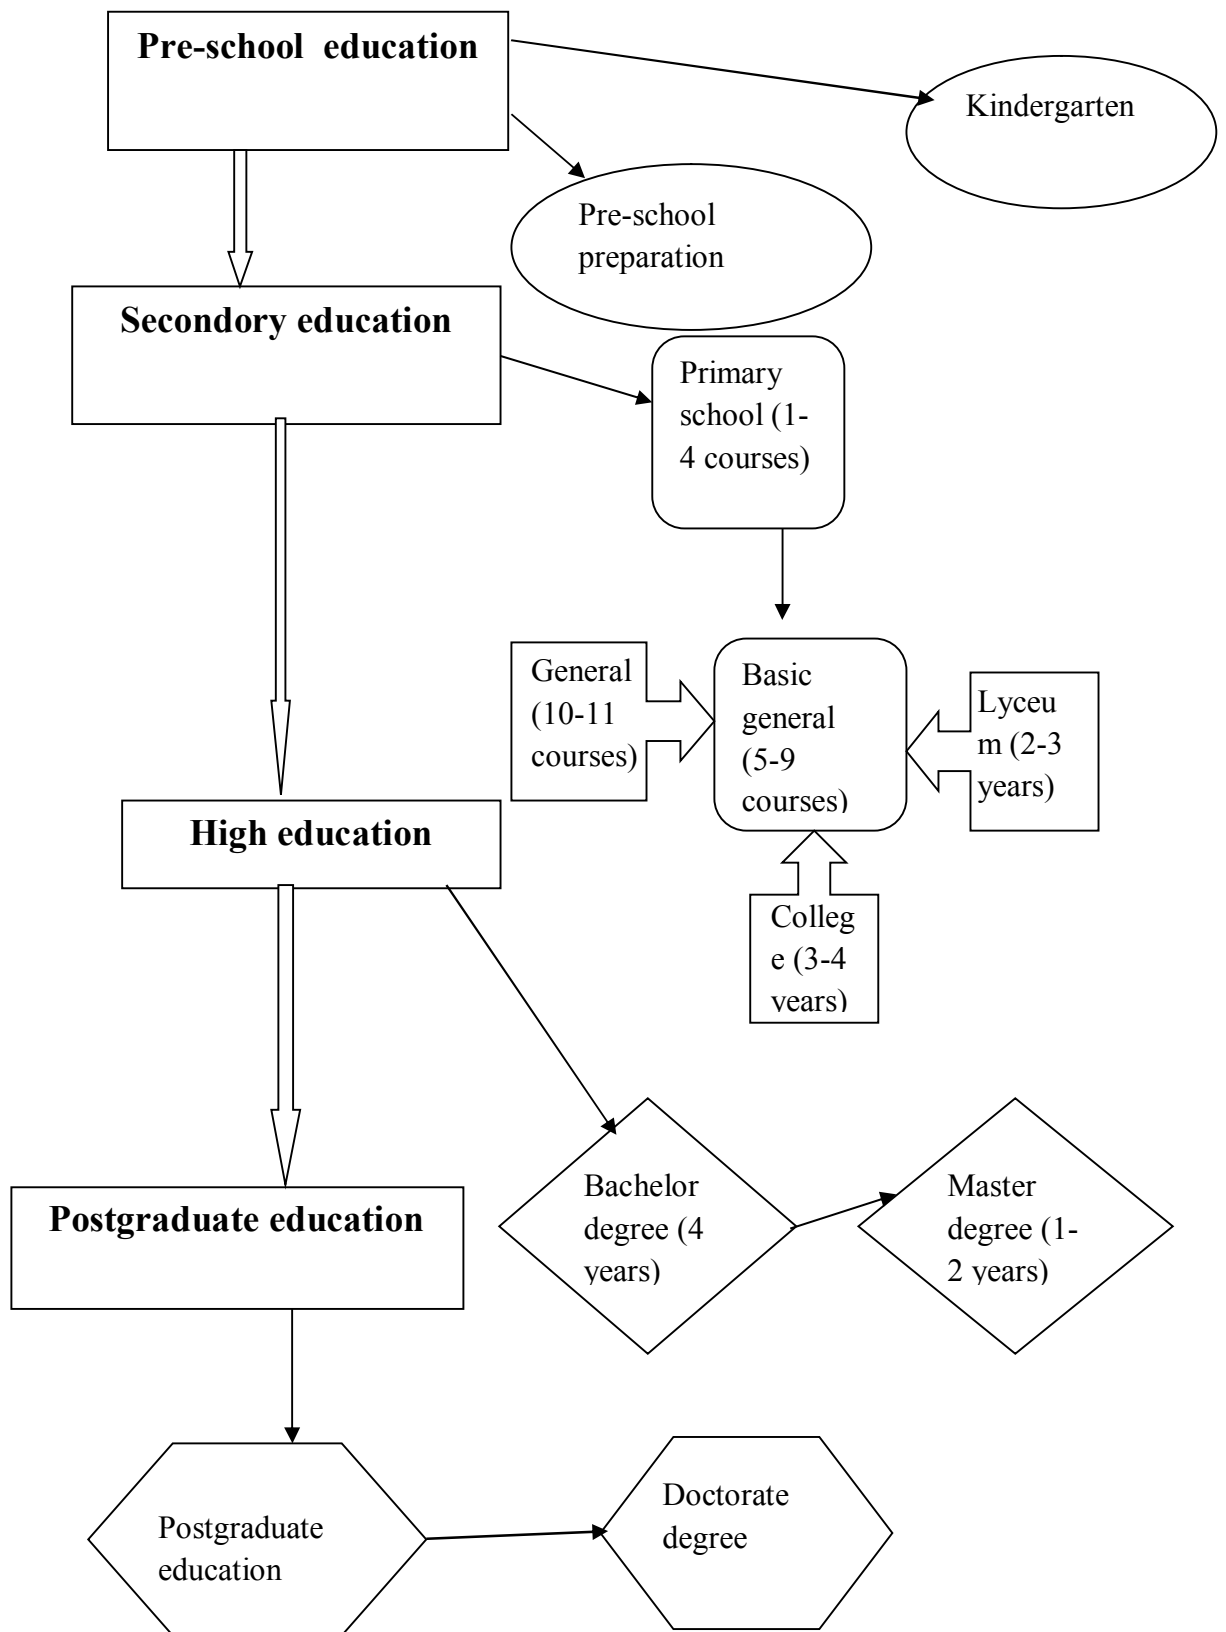 Pre-school education
Kindergarten
Pre-school
preparation
Secondory education
Primary
school (1-
4 courses)
General
(10-11
courses)
Basic
general
(5-9
courses)
Lyceu
m (2-3
years)
High education
Colleg
e (3-4
years)
Bachelor
degree (4
years)
Master
degree (1-
2 years)
Postgraduate education
Postgraduate
education
Doctorate
degree